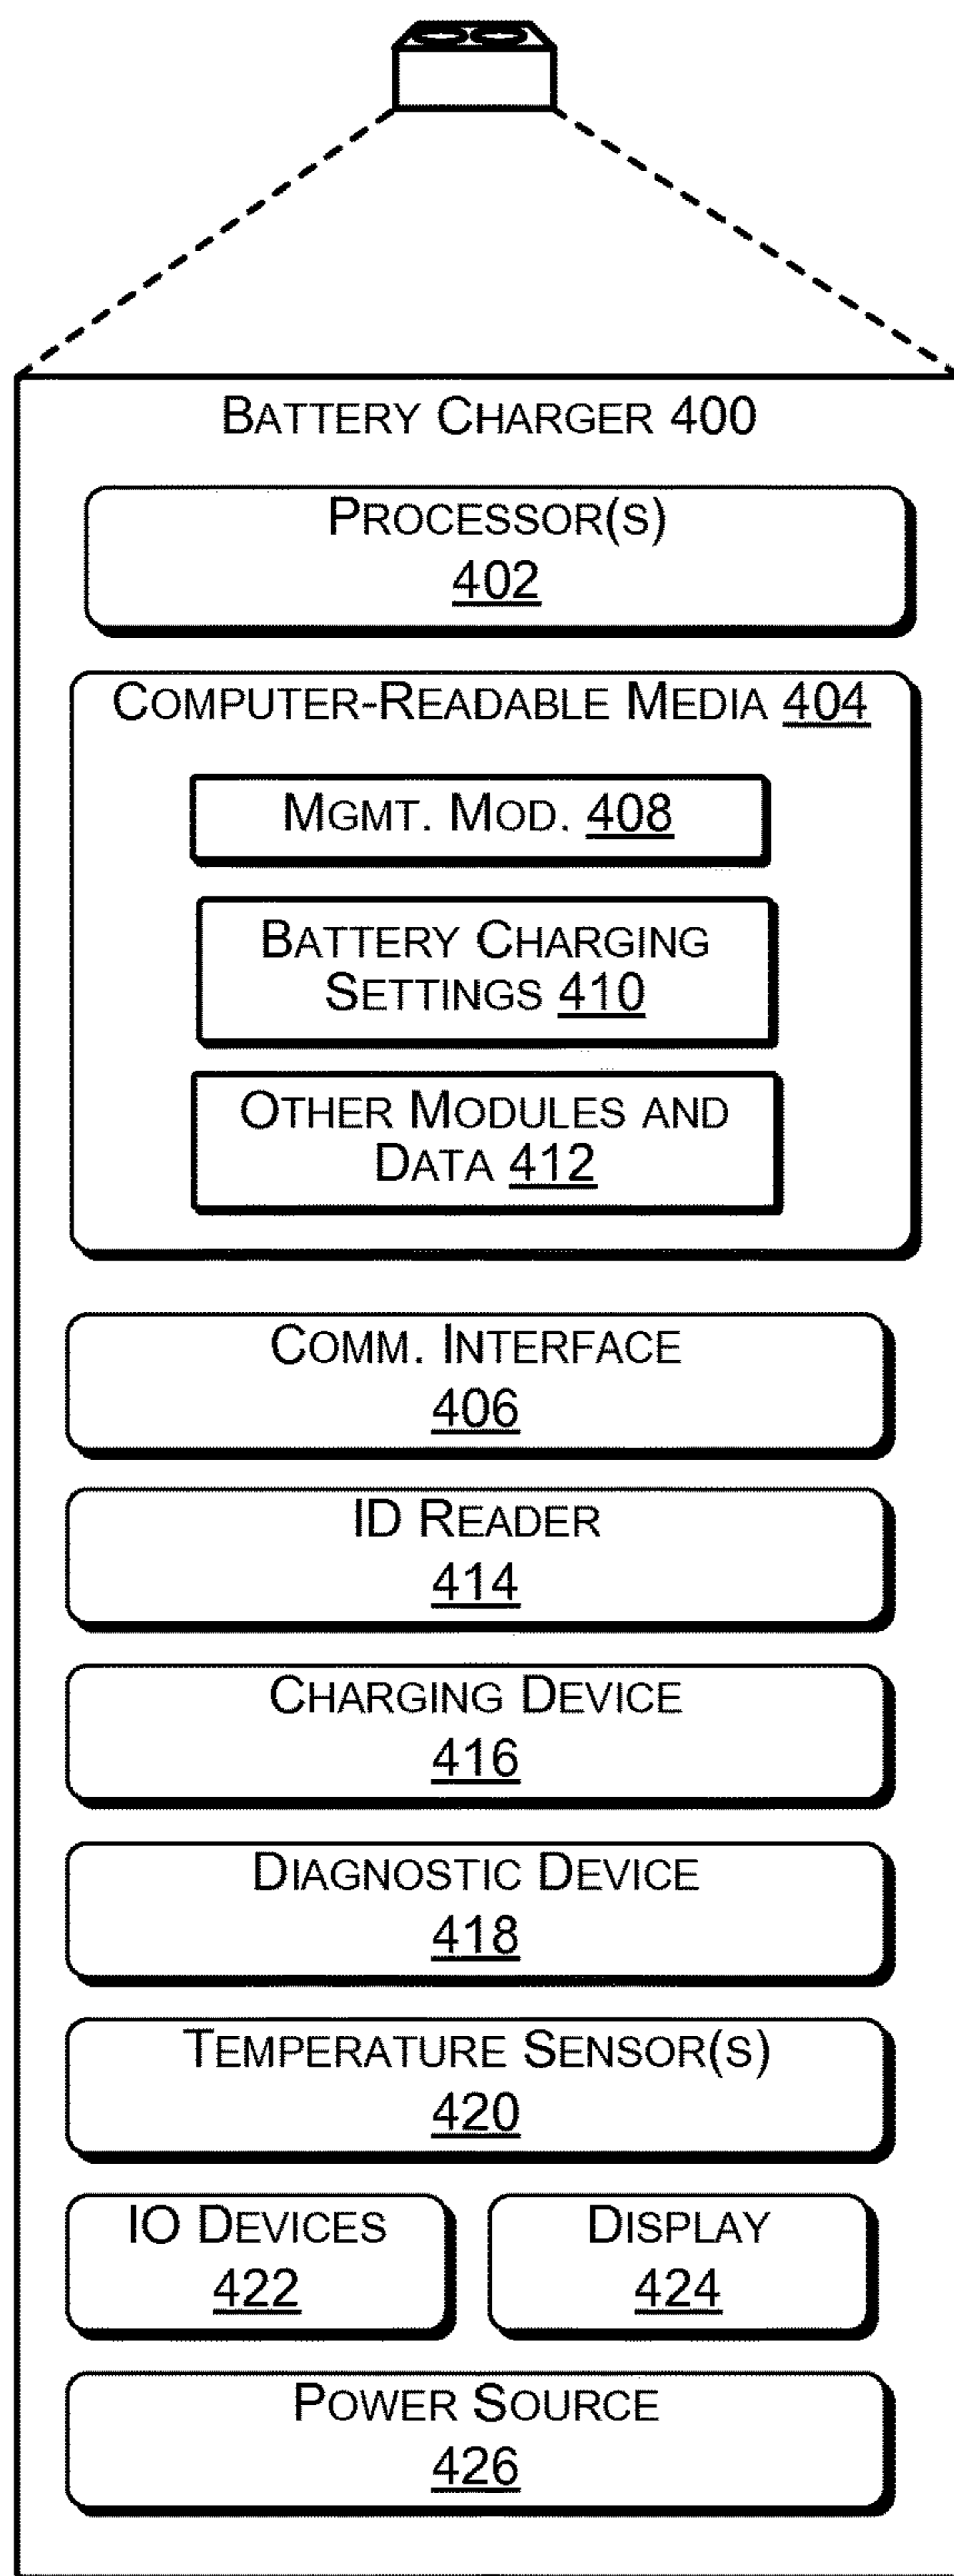 BATTERY CHARGER 400
PROCESSOR(S)
402
COMPUTER-READABLE MEDIA 404
MGMT. MOD. 408
BATTERY CHARGING
SETTINGS 410
OTHER MODULES AND
DATA 412
COMM. INTERFACE
406
ID READER
414
CHARGING DEVICE
416
DIAGNOSTIC DEVICE
418
TEMPERATURE SENSOR(S)
420
IO DEVICES
422
DISPLAY
424
POWER SOURCE
426